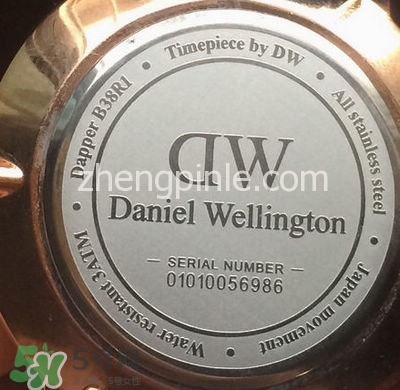 Timepiece by DW • All stainless steel • Japan movement • Water resistant 3ATM • Dapper B38R1 •
DW
zhengpinle.com
Daniel Wellington
— SERIAL NUMBER —
01010056986